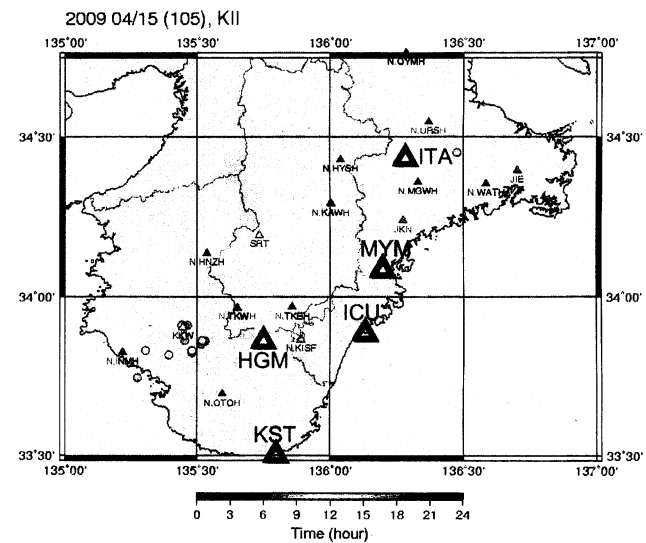 2009 04/15 (105), KII
135°00' 135°30' 136°00' 136°30' 137°00'
N.OYMH
34°30' 34°30'
N.URSH
ITA
N.HYSH
JIE
N.MGWH N.WATH
N.KAWH
JKN
SRT
MYM
N.HNZH
34°00' 34°00'
ICU
N.TKWH N.TKEH
KKW
N.KISF
HGM
N.INMH
N.OTOH
KST
33°30' 33°30'
135°00' 135°30' 136°00' 136°30' 137°00'
0 3 6 9 12 15 18 21 24
Time (hour)